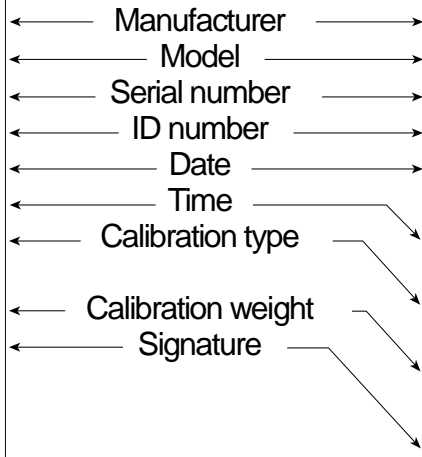 Manufacturer
Model
Serial number
ID number
Date
Time
Calibration type
Calibration weight
Signature